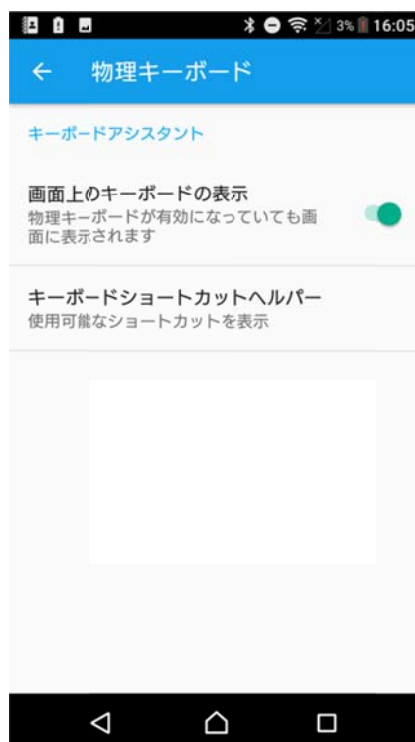 3% 16:05
物理キーボード
キーボードアシスタント
画面上のキーボードの表示
物理キーボードが有効になっていても画
面に表示されます
キーボードショートカットヘルパー
使用可能なショートカットを表示